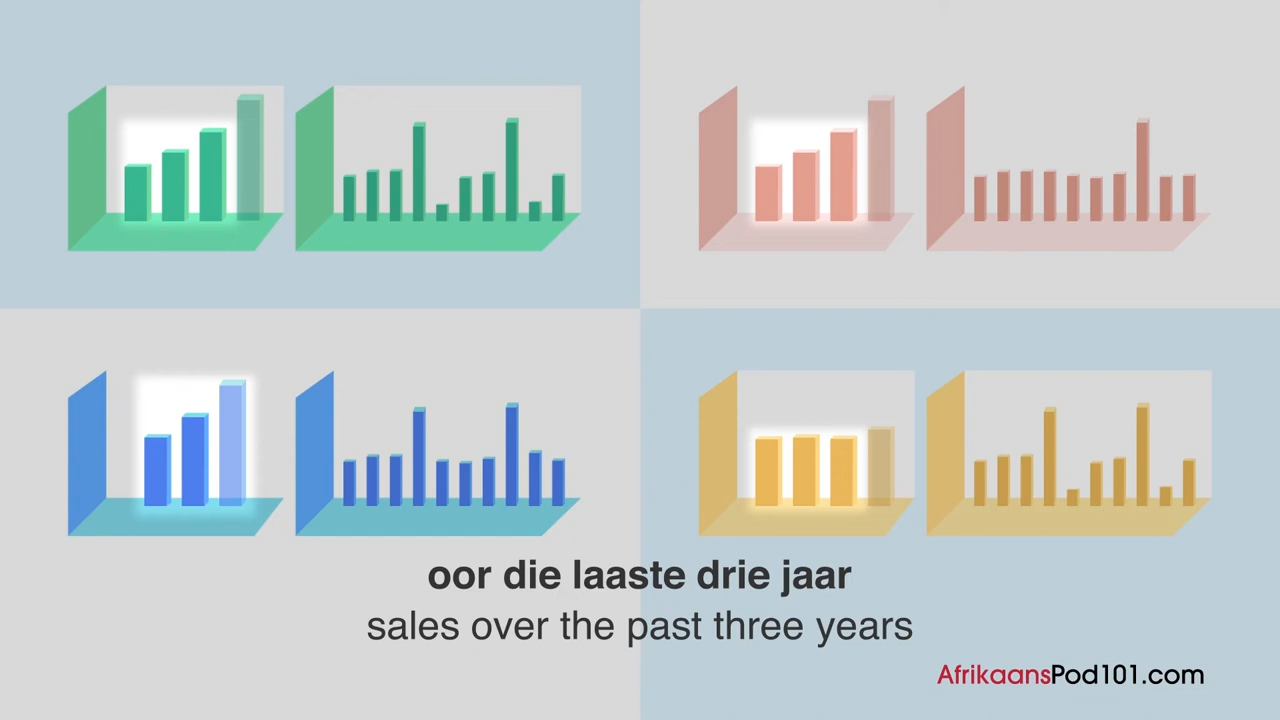 oor die laaste drie jaar
sales over the past three years
AfrikaansPod101.com